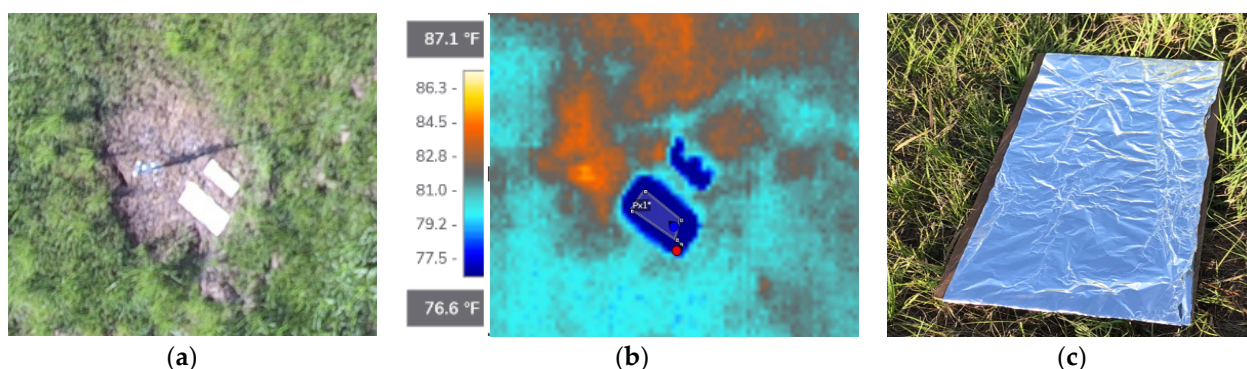 87.1 °F
86.3 -
84.5 -
82.8 -
81.0 -
79.2 -
77.5 -
76.6 °F
Px1*
(a)
(b)
(c)